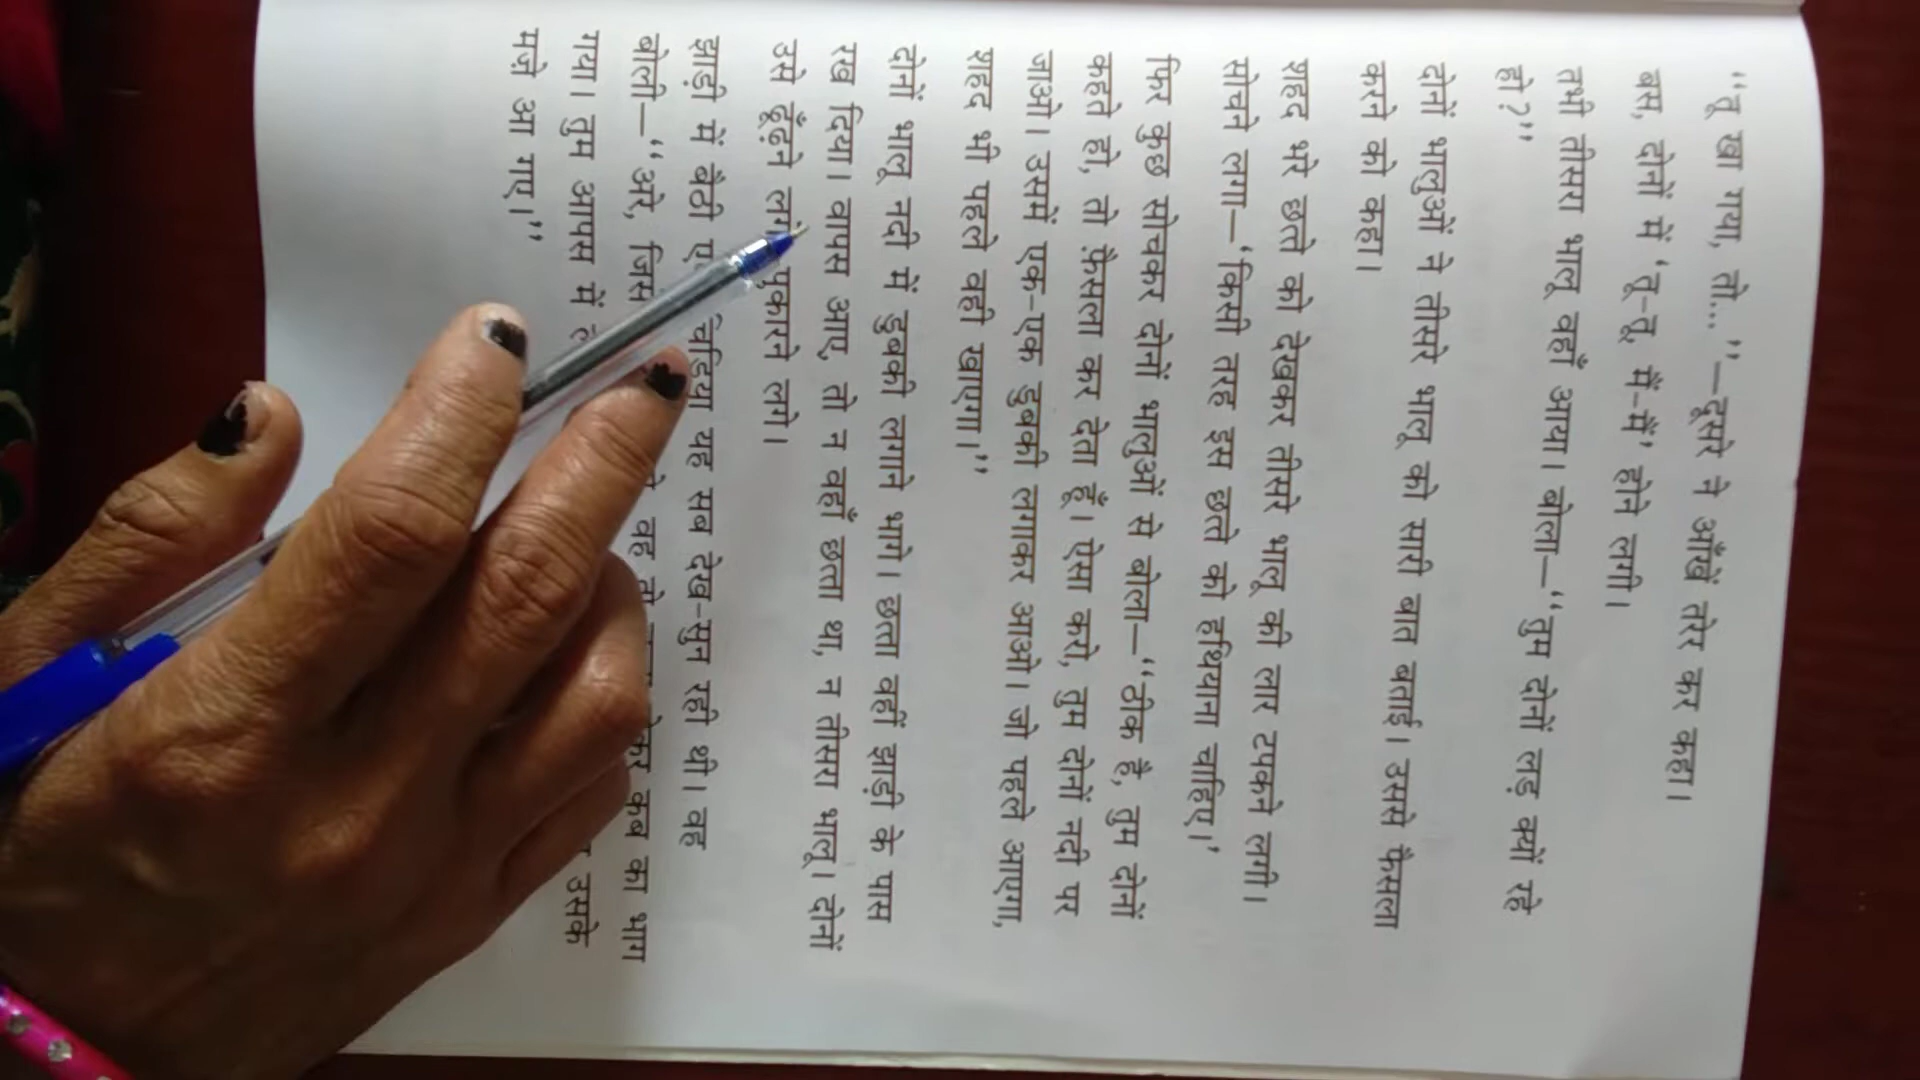 “तू खा गया, तो...”—दूसरे ने आँखें तरेर कर कहा।
बस, दोनों में ‘तू-तू मैं-मैं’ होने लगी।
तभी तीसरा भालू वहाँ आया। बोला—“तुम दोनों लड़ क्यों रहे
हो?”
दोनों भालुओं ने तीसरे भालू को सारी बात बताई। उससे फ़ैसला
करने को कहा।
शहद भरे छत्ते को देखकर तीसरे भालू की लार टपकने लगी।
सोचने लगा—‘किसी तरह इस छत्ते को हथियाना चाहिए।’
फिर कुछ सोचकर दोनों भालुओं से बोला—“ठीक है, तुम दोनों
कहते हो, तो फ़ैसला कर देता हूँ। ऐसा करो, तुम दोनों नदी पर
जाओ। उसमें एक-एक डुबकी लगाकर आओ। जो पहले आएगा,
शहद भी पहले वही खाएगा।”
दोनों भालू नदी में डुबकी लगाने भागे। छत्ता वहीं झाड़ी के पास
रख दिया। वापस आए तो न वहाँ छत्ता था, न तीसरा भालू। दोनों
उसे ढूँढ़ने पुकारने लगे।
झाड़ी में बैठी चिड़िया यह सब देख-सुन रही थी। वह
बोली—“अरे, जिस वह तो कब का भाग
गया। तुम आपस में उसके
मज़े आ गए।”